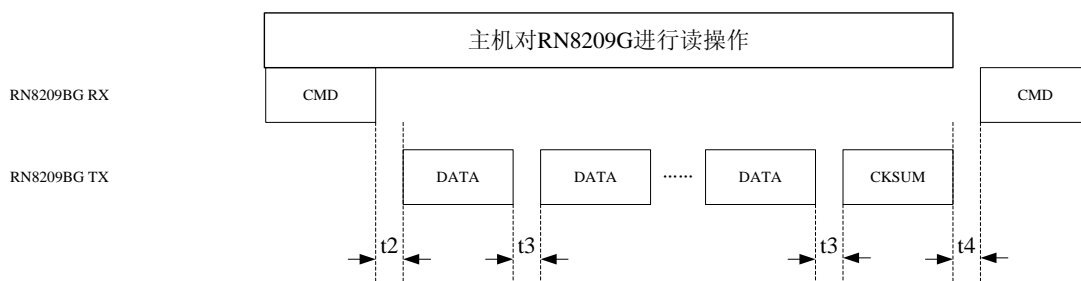 主机对RN8209G进行读操作
RN8209BG RX
CMD
CMD
RN8209BG TX
DATA
DATA
······
DATA
CKSUM
t2
t3
t3
t4